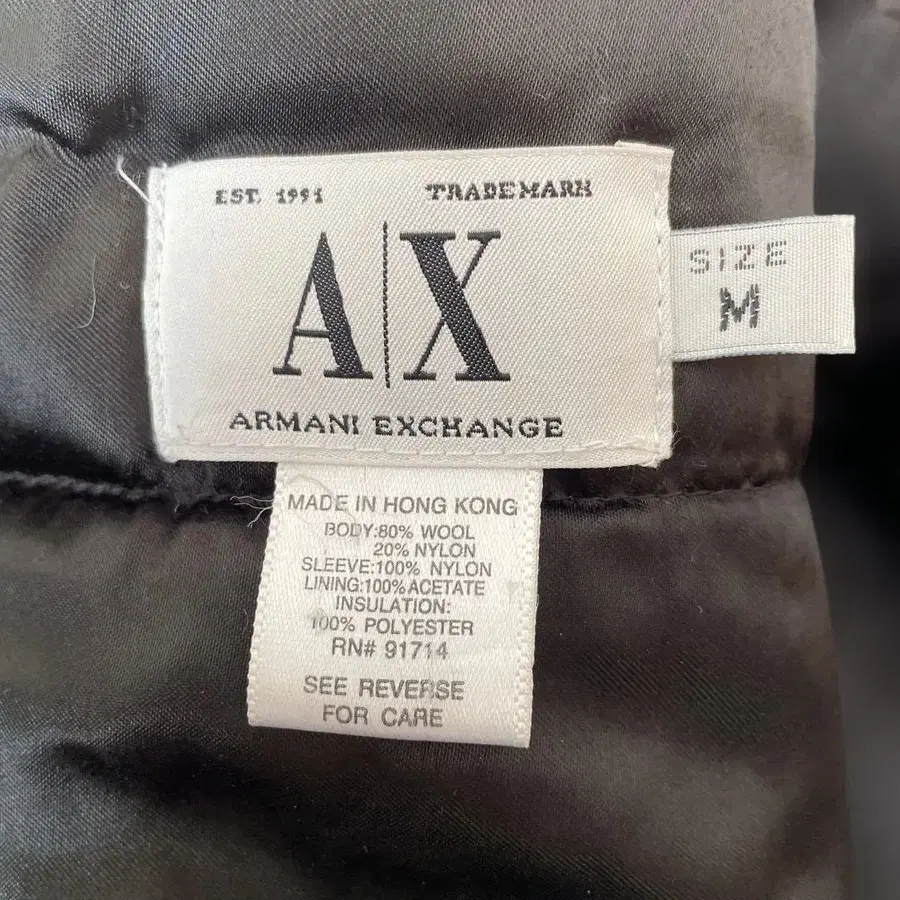 EST. 1991 TRADEMARK
A|X
ARMANI EXCHANGE
SIZE
M
MADE IN HONG KONG
BODY:80% WOOL
20% NYLON
SLEEVE:100% NYLON
LINING:100% ACETATE
INSULATION:
100% POLYESTER
RN# 91714
SEE REVERSE
FOR CARE